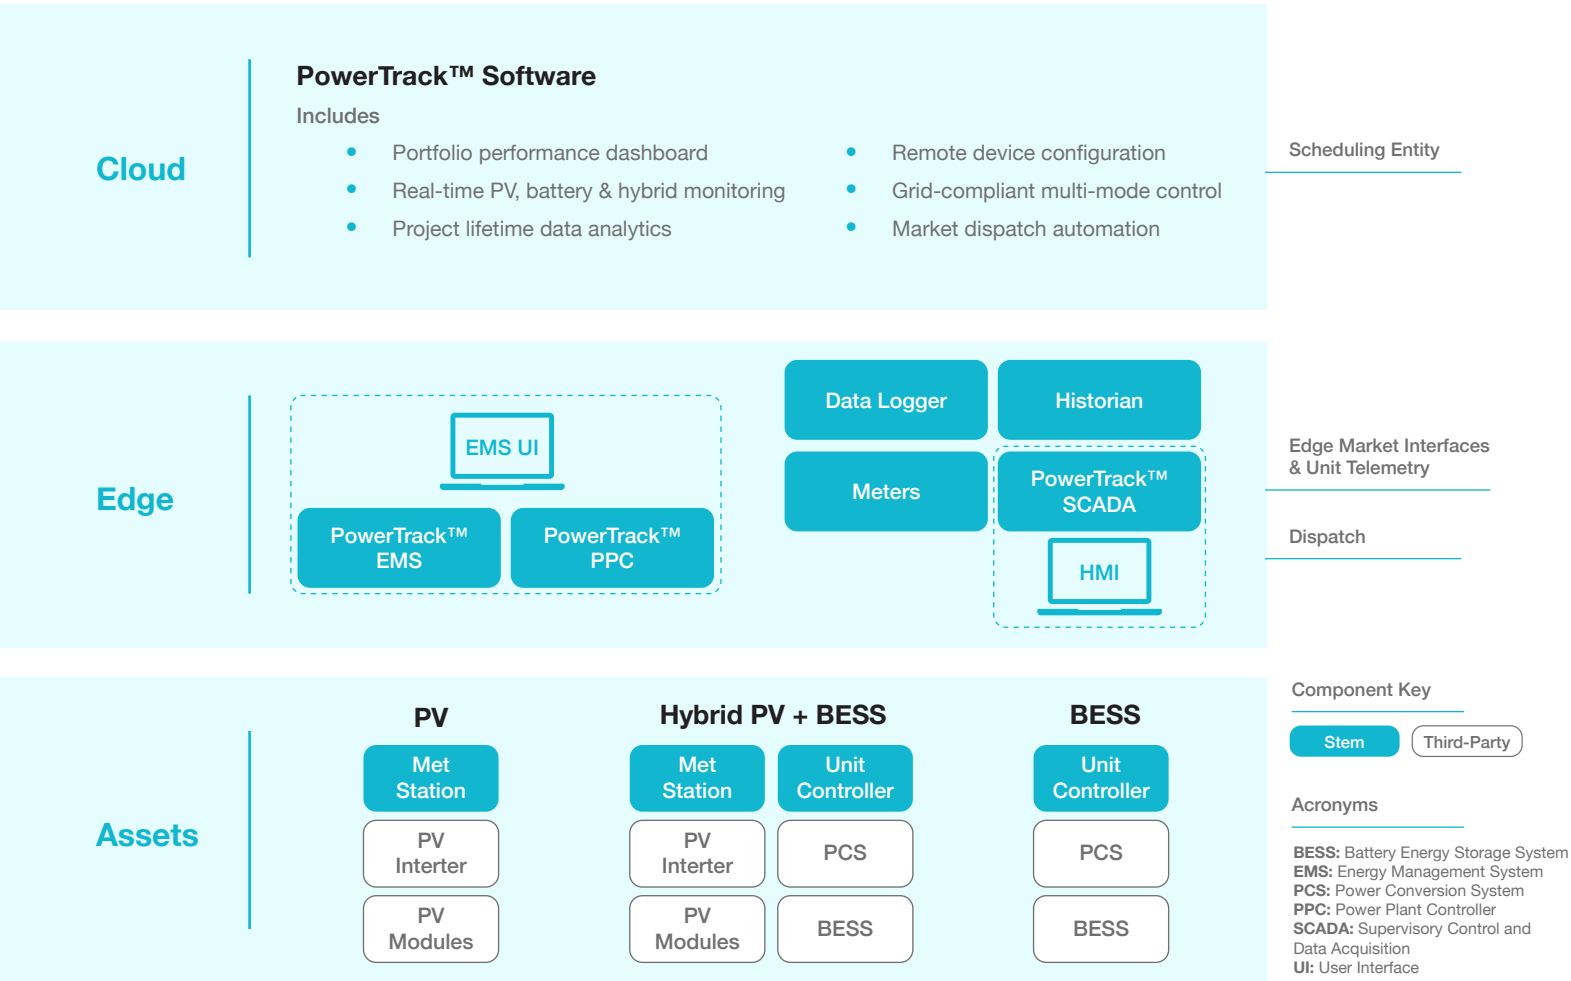 Cloud
PowerTrack™ Software
Includes
Portfolio performance dashboard
Real-time PV, battery & hybrid monitoring
Project lifetime data analytics
Remote device configuration
Grid-compliant multi-mode control
Market dispatch automation
Scheduling Entity
Edge
EMS UI
PowerTrack™
EMS
PowerTrack™
PPC
Data Logger
Historian
Meters
PowerTrack™
SCADA
HMI
Edge Market Interfaces
& Unit Telemetry
Dispatch
Assets
PV
Met
Station
PV
Interter
PV
Modules
Hybrid PV + BESS
Met
Station
Unit
Controller
PV
Interter
PCS
PV
Modules
BESS
BESS
Unit
Controller
PCS
BESS
Component Key
Stem
Third-Party
Acronyms
BESS: Battery Energy Storage System
EMS: Energy Management System
PCS: Power Conversion System
PPC: Power Plant Controller
SCADA: Supervisory Control and
Data Acquisition
UI: User Interface